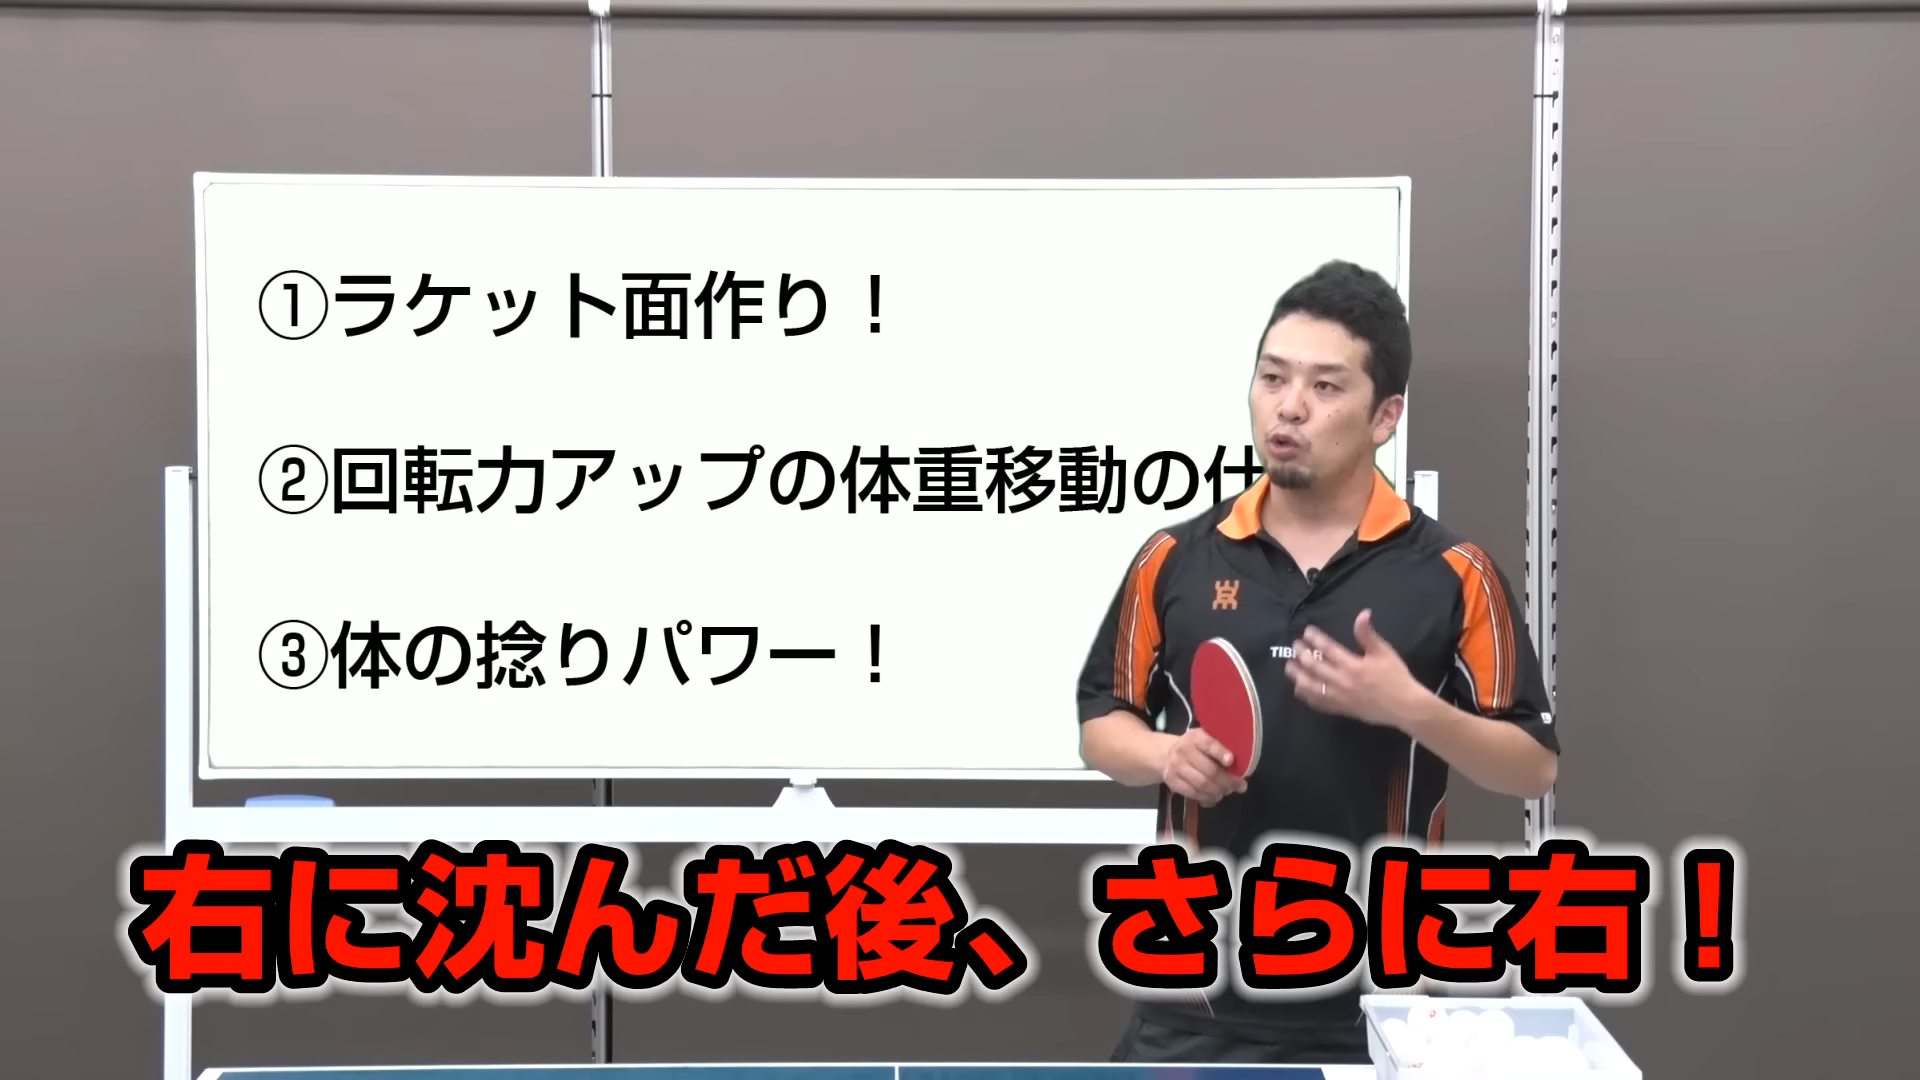 ①ラケット面作り！
②回転力アップの体重移動の仕
③体の捻りパワー！
右に沈んだ後、さらに右！